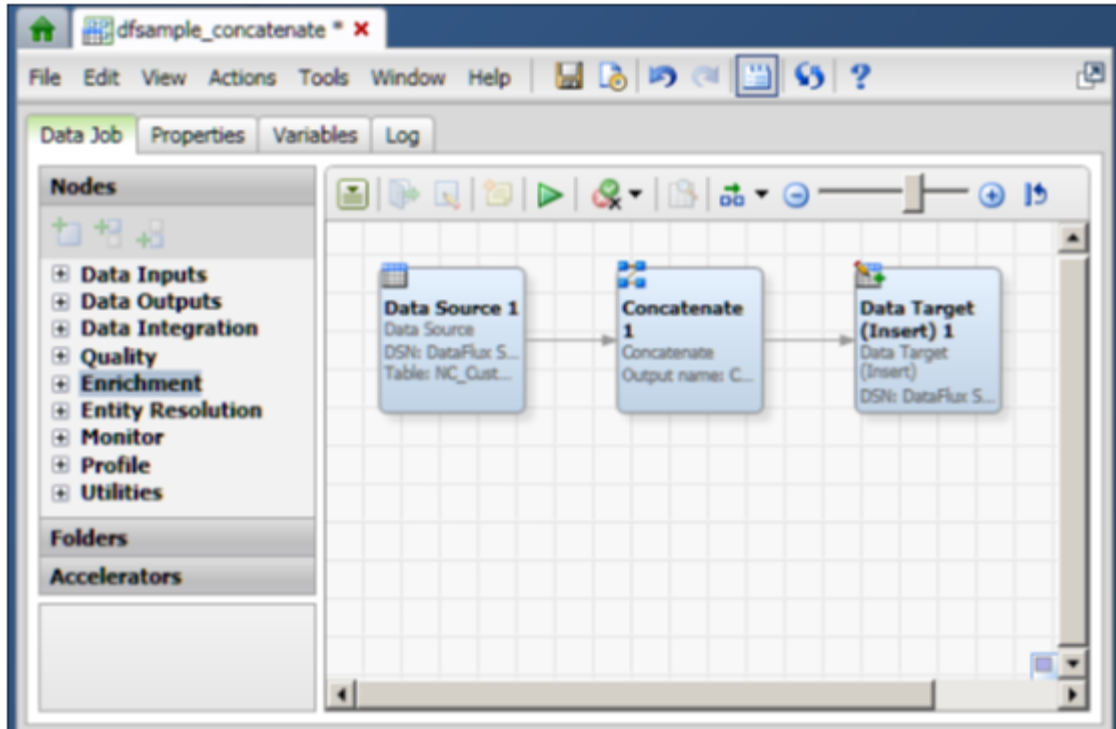 dfsample_concatenate *
File Edit View Actions Tools Window Help
Data Job Properties Variables Log
Nodes
Data Inputs
Data Outputs
Data Integration
Quality
Enrichment
Entity Resolution
Monitor
Profile
Utilities
Folders
Accelerators
Data Source 1
Data Source
DSN: DataFlux S...
Table: NC_Cust...
Concatenate
1
Concatenate
Output name: C...
Data Target
(Insert) 1
Data Target
(Insert)
DSN: DataFlux S...